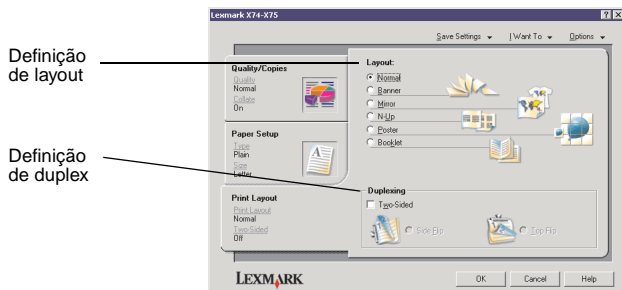 Lexmark X74-X75
Save Settings
I Want To
Options
Definição
de layout
Definição
de duplex
Quality/Copies
Quality
Normal
Collate
On
Paper Setup
Type
Plain
Size
Letter
Print Layout
Print Layout
Normal
Two-Sided
Off
Layout:
Normal
Banner
Mirror
N-Up
Poster
Booklet
Duplexing
Two-Sided
Side Flip
Top Flip
LEXMARK
OK
Cancel
Help